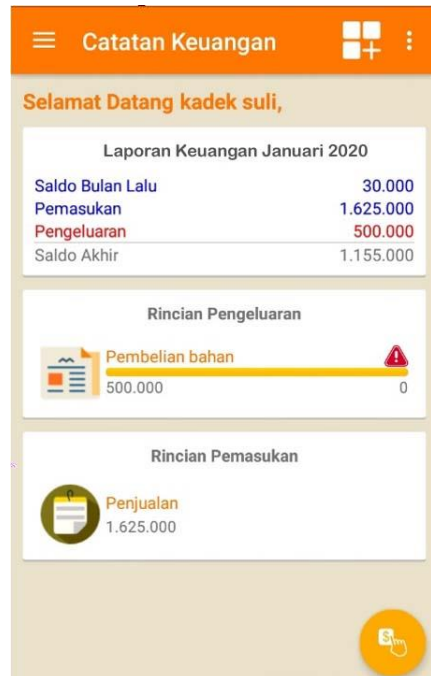 Catatan Keuangan
Selamat Datang kadek suli,
Laporan Keuangan Januari 2020
Saldo Bulan Lalu 30.000
Pemasukan 1.625.000
Pengeluaran 500.000
Saldo Akhir 1.155.000
Rincian Pengeluaran
Pembelian bahan
500.000 0
Rincian Pemasukan
Penjualan
1.625.000